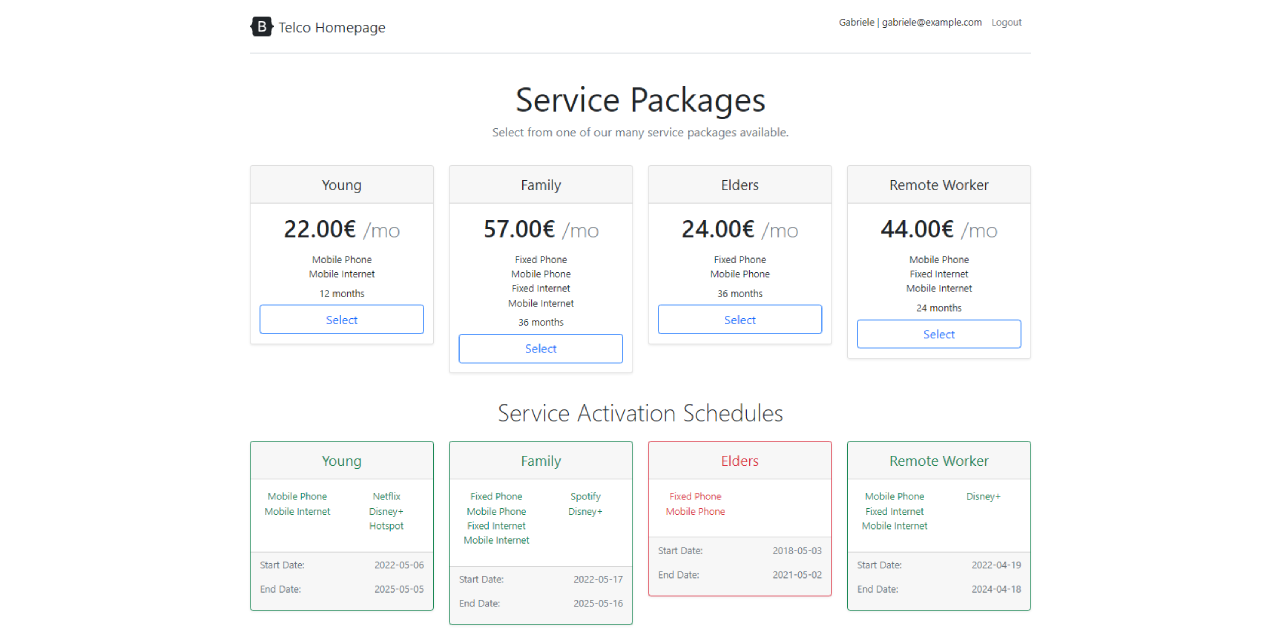 B Telco Homepage
Gabriele | gabriele@example.com Logout
Service Packages
Select from one of our many service packages available.
Young
22.00€ /mo
Mobile Phone
Mobile Internet
12 months
Select
Family
57.00€ /mo
Fixed Phone
Mobile Phone
Fixed Internet
Mobile Internet
36 months
Select
Elders
24.00€ /mo
Fixed Phone
Mobile Phone
36 months
Select
Remote Worker
44.00€ /mo
Mobile Phone
Fixed Internet
Mobile Internet
24 months
Select
Service Activation Schedules
Young
Mobile Phone Netflix
Mobile Internet Disney+
Hotspot
Start Date: 2022-05-06
End Date: 2025-05-05
Family
Fixed Phone Spotify
Mobile Phone Disney+
Fixed Internet
Mobile Internet
Start Date: 2022-05-17
End Date: 2025-05-16
Elders
Fixed Phone
Mobile Phone
Start Date: 2018-05-03
End Date: 2021-05-02
Remote Worker
Mobile Phone Disney+
Fixed Internet
Mobile Internet
Start Date: 2022-04-19
End Date: 2024-04-18